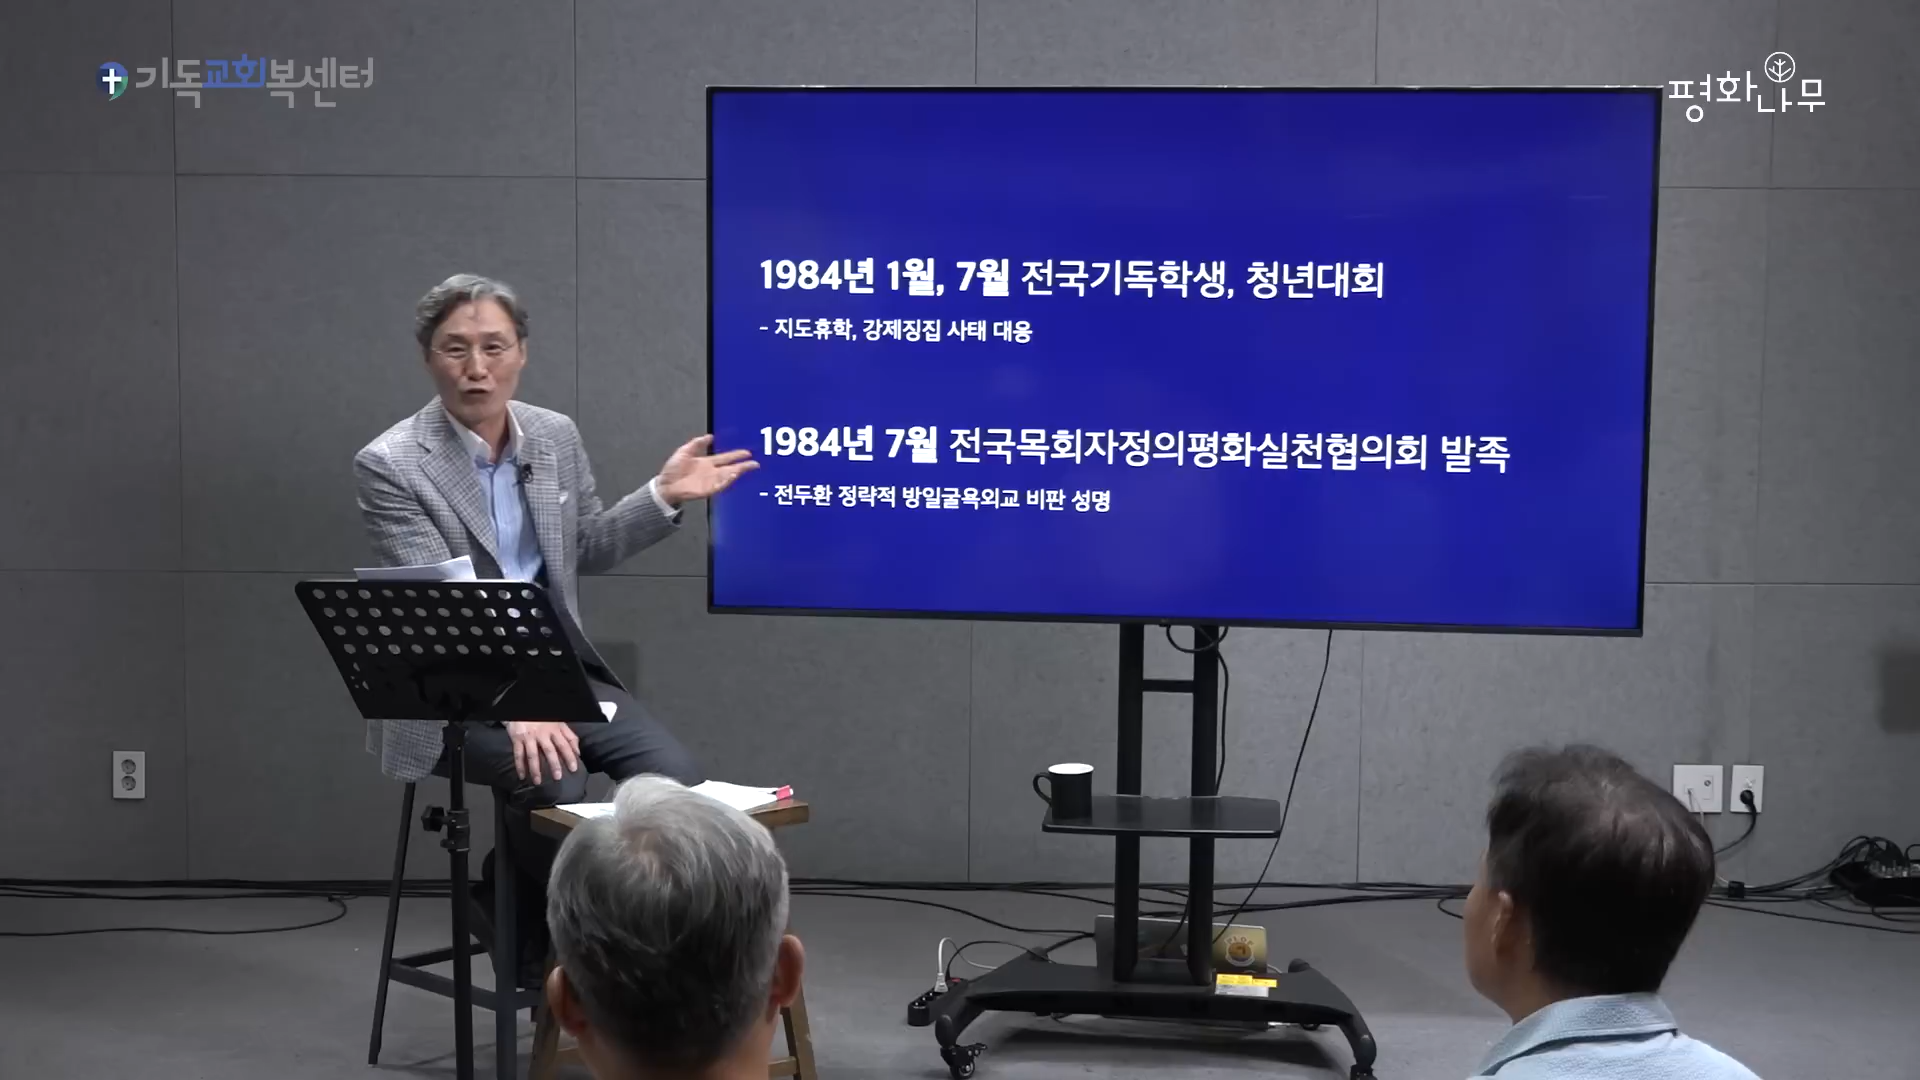 기독교회복센터
평화나무
1984년 1월, 7월 전국기독학생, 청년대회
- 지도휴학, 강제징집 사태 대응
1984년 7월 전국목회자정의평화실천협의회 발족
- 전두환 정략적 방일굴욕외교 비판 성명